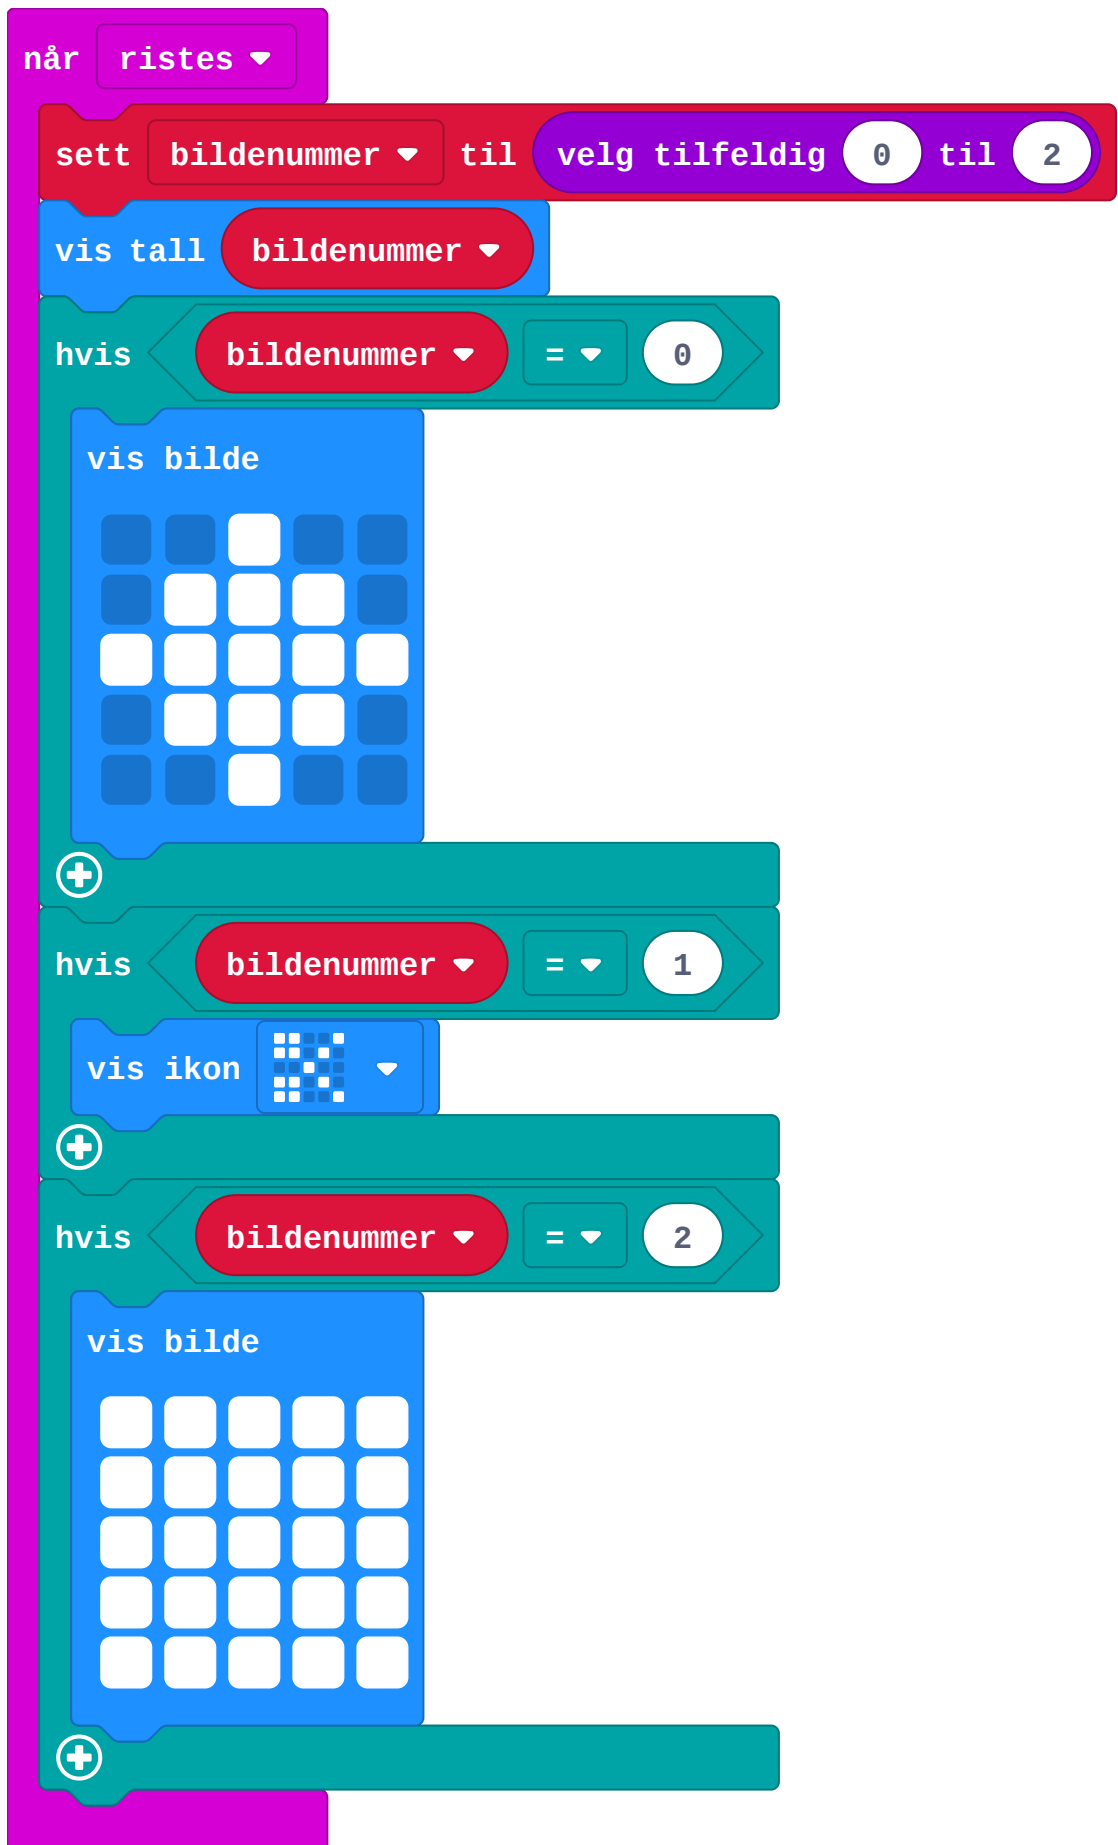 når ristes
sett bildenummer til velg tilfeldig 0 til 2
vis tall bildenummer
hvis bildenummer = 0
vis bilde
hvis bildenummer = 1
vis ikon
hvis bildenummer = 2
vis bilde